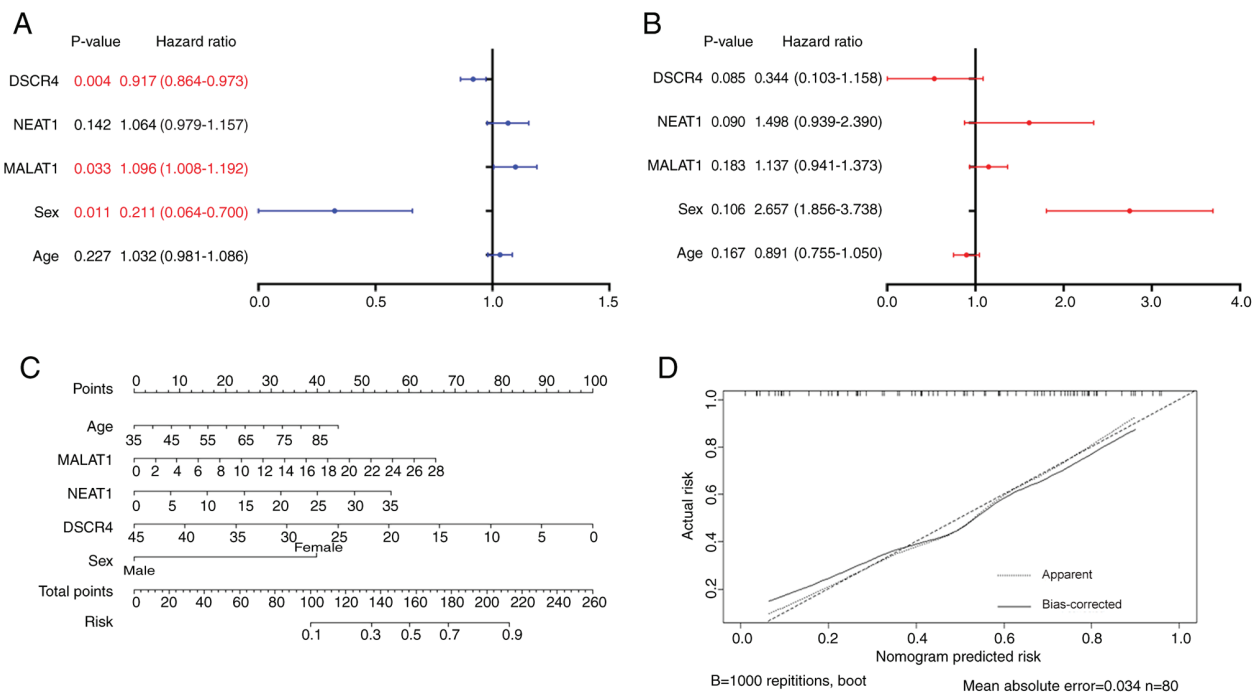 A
P-value Hazard ratio
DSCR4 0.004 0.917 (0.864-0.973)
NEAT1 0.142 1.064 (0.979-1.157)
MALAT1 0.033 1.096 (1.008-1.192)
Sex 0.011 0.211 (0.064-0.700)
Age 0.227 1.032 (0.981-1.086)
0.0 0.5 1.0 1.5
B
P-value Hazard ratio
DSCR4 0.085 0.344 (0.103-1.158)
NEAT1 0.090 1.498 (0.939-2.390)
MALAT1 0.183 1.137 (0.941-1.373)
Sex 0.106 2.657 (1.856-3.738)
Age 0.167 0.891 (0.755-1.050)
0.0 1.0 2.0 3.0 4.0
C
Points 0 10 20 30 40 50 60 70 80 90 100
Age
35 45 55 65 75 85
MALAT1
0 2 4 6 8 10 12 14 16 18 20 22 24 26 28
NEAT1
0 5 10 15 20 25 30 35
DSCR4
45 40 35 30 25 20 15 10 5 0
Female
Sex
Male
Total points
0 20 40 60 80 100 120 140 160 180 200 220 240 260
Risk
0.1 0.3 0.5 0.7 0.9
D
Actual risk
1.0
0.8
0.6
0.4
0.2
Apparent
Bias-corrected
0.0 0.2 0.4 0.6 0.8 1.0
Nomogram predicted risk
B=1000 repititions, boot
Mean absolute error=0.034 n=80